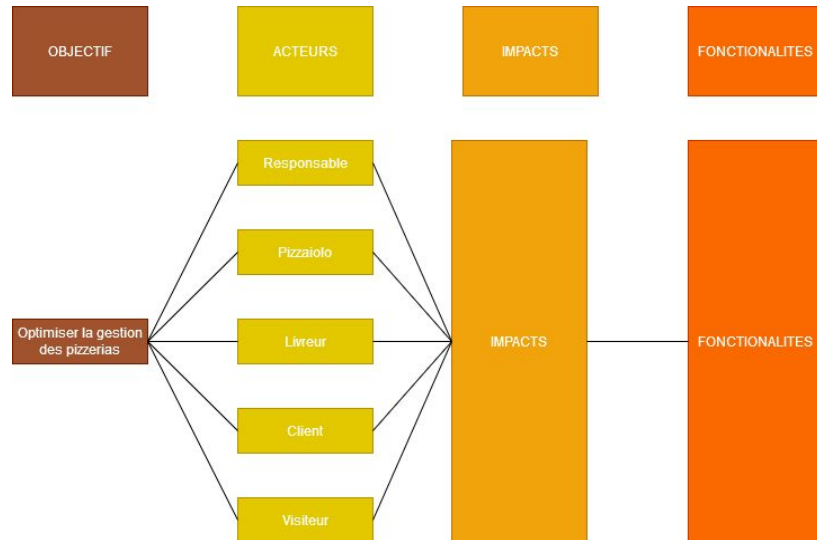 OBJECTIF
ACTEURS
IMPACTS
FONCTIONALITES
Responsable
Pizzaiolo
Optimiser la gestion
des pizzerias
Livreur
IMPACTS
FONCTIONALITES
Client
Visiteur